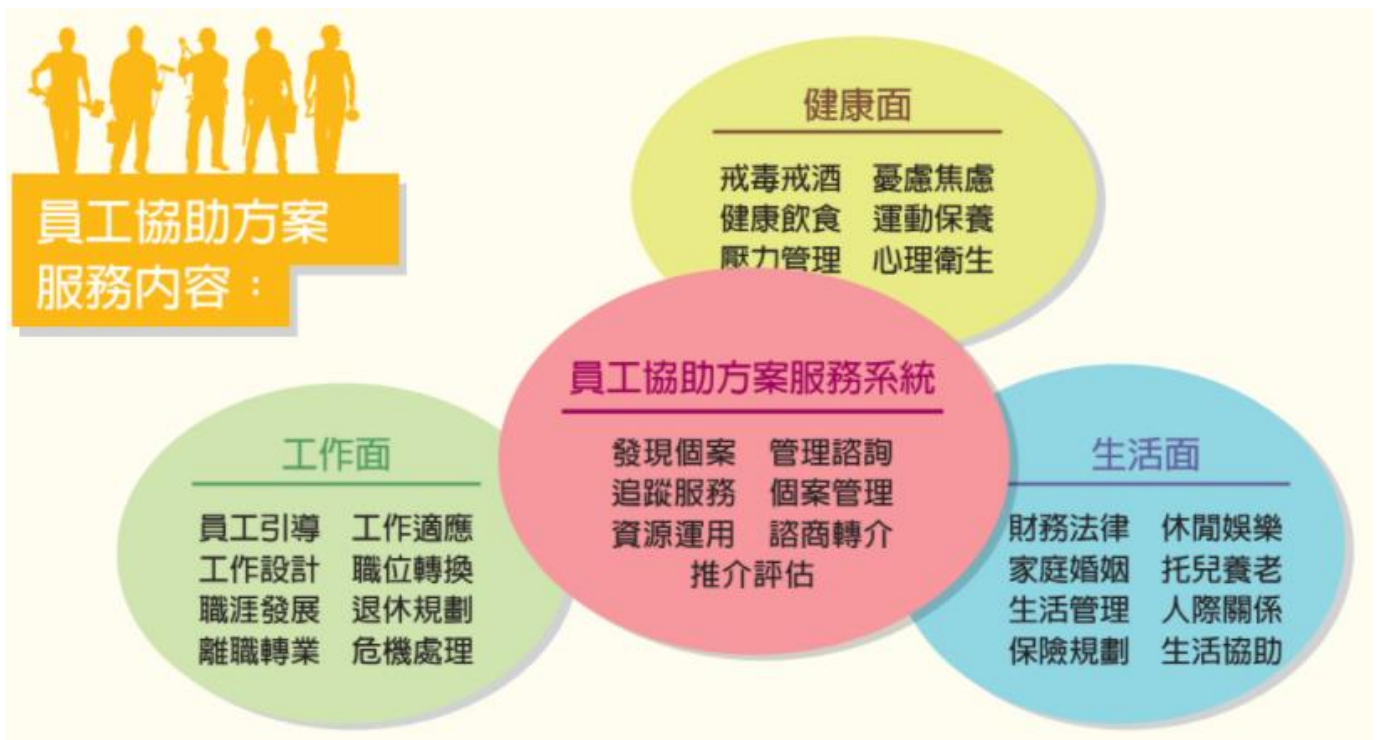 員工協助方案
服務內容：
健康面
戒毒戒酒 憂慮焦慮
健康飲食 運動保養
壓力管理 心理衛生
員工協助方案服務系統
發現個案 管理諮詢
追蹤服務 個案管理
資源運用 諮商轉介
推介評估
工作面
員工引導 工作適應
工作設計 職位轉換
職涯發展 退休規劃
離職轉業 危機處理
生活面
財務法律 休閒娛樂
家庭婚姻 托兒養老
生活管理 人際關係
保險規劃 生活協助